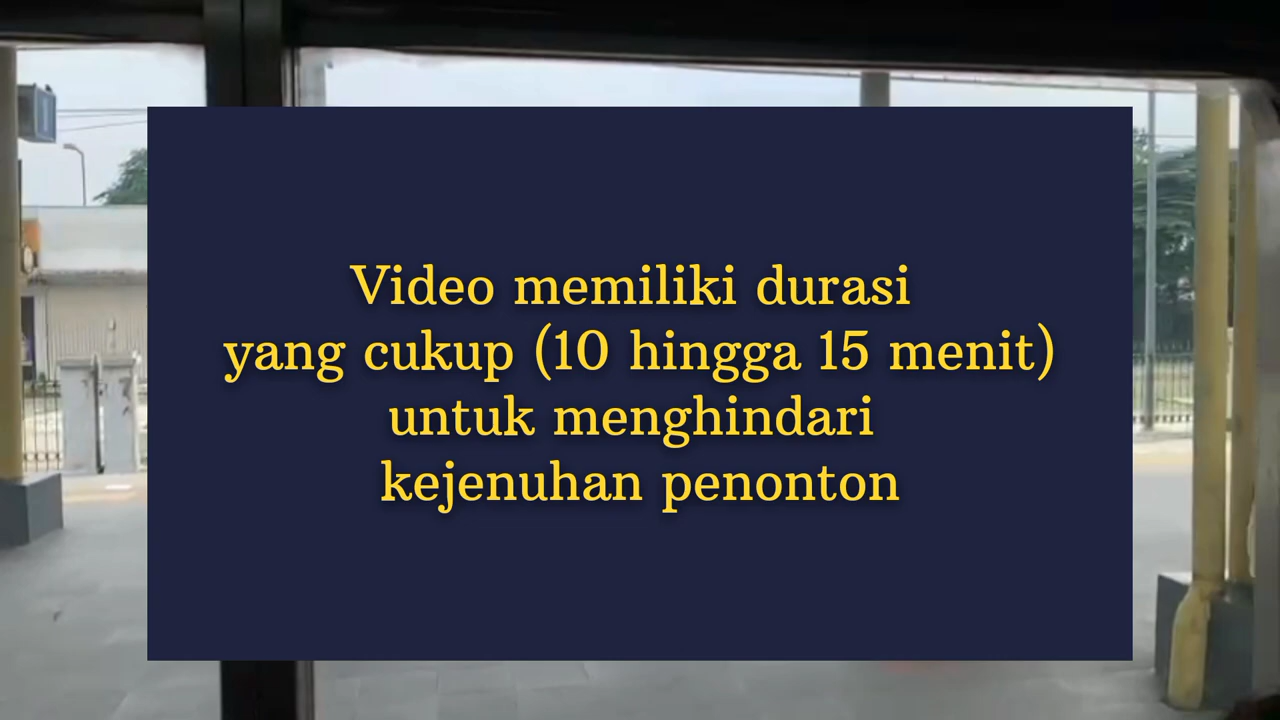 Video memiliki durasi
yang cukup (10 hingga 15 menit)
untuk menghindari
kejenuhan penonton